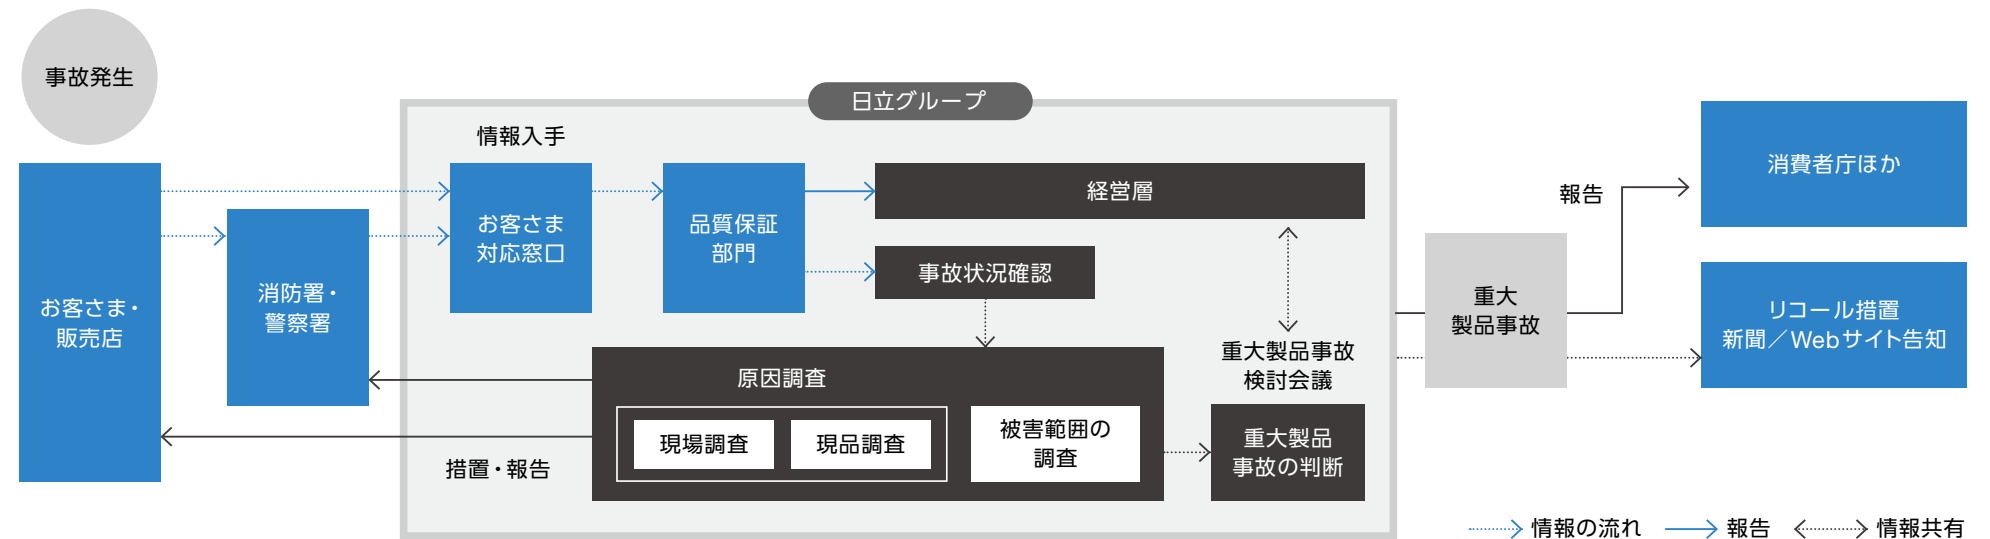 事故発生
日立グループ
情報入手
お客さま・
販売店
消防署・
警察署
お客さま
対応窓口
品質保証
部門
経営層
事故状況確認
原因調査
現場調査
現品調査
被害範囲の
調査
措置・報告
重大製品事故
検討会議
重大製品
事故の判断
重大
製品事故
報告
消費者庁ほか
リコール措置
新聞／Webサイト告知
情報の流れ
報告
情報共有